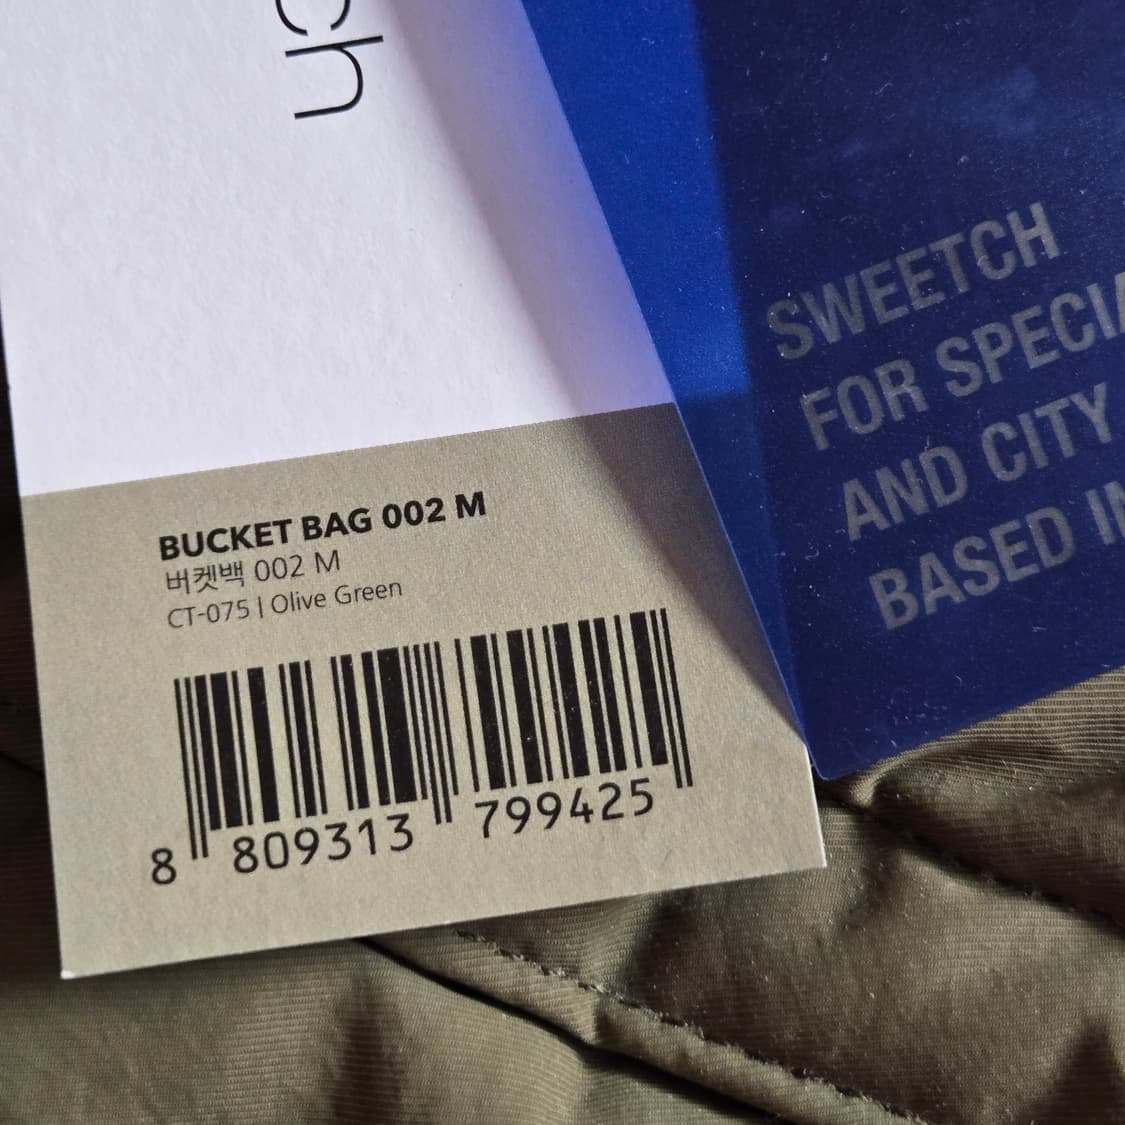 ch
BUCKET BAG 002 M
버켓백 002 M
CT-075 | Olive Green
8 809313 799425
SWEETCH
FOR
AND CITY
BASED